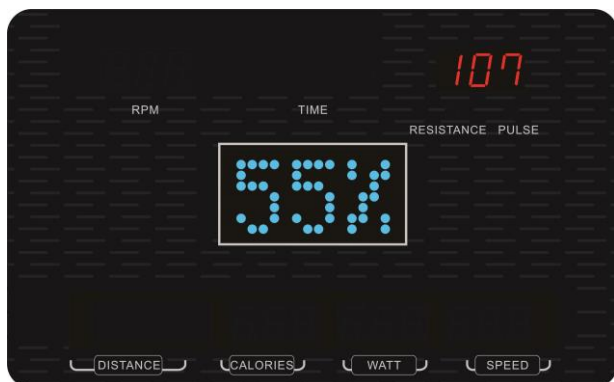 107
RPM TIME
RESISTANCE PULSE
55%
DISTANCE CALORIES WATT SPEED